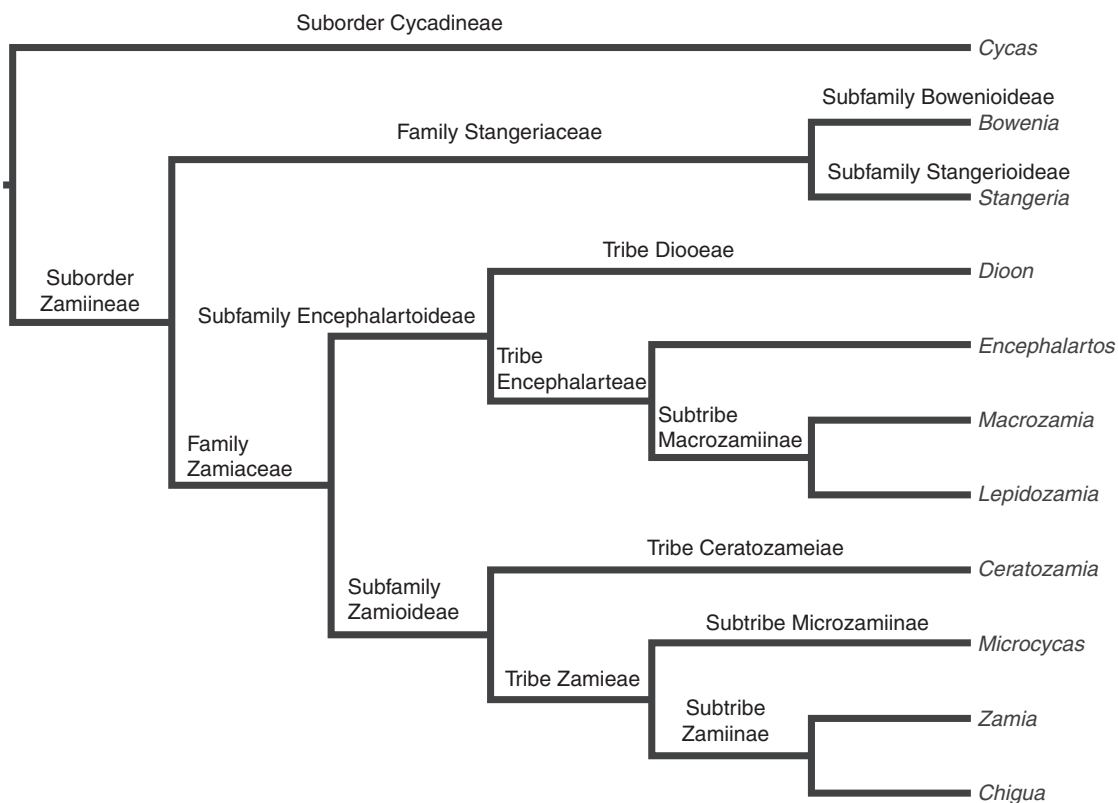 Suborder Cycadineae
Cycas
Subfamily Bowenioideae
Family Stangeriaceae
Bowenia
Subfamily Stangerioideae
Stangeria
Tribe Diooeae
Dioon
Suborder
Zamiineae
Subfamily Encephalartoideae
Encephalartos
Tribe
Encephalarteae
Subtribe
Macrozamiinae
Macrozamia
Family
Zamiaceae
Lepidozamia
Tribe Ceratozameiae
Ceratozamia
Subfamily
Zamioideae
Subtribe Microzamiinae
Microcycas
Tribe Zamieae
Subtribe
Zamiinae
Zamia
Chigua